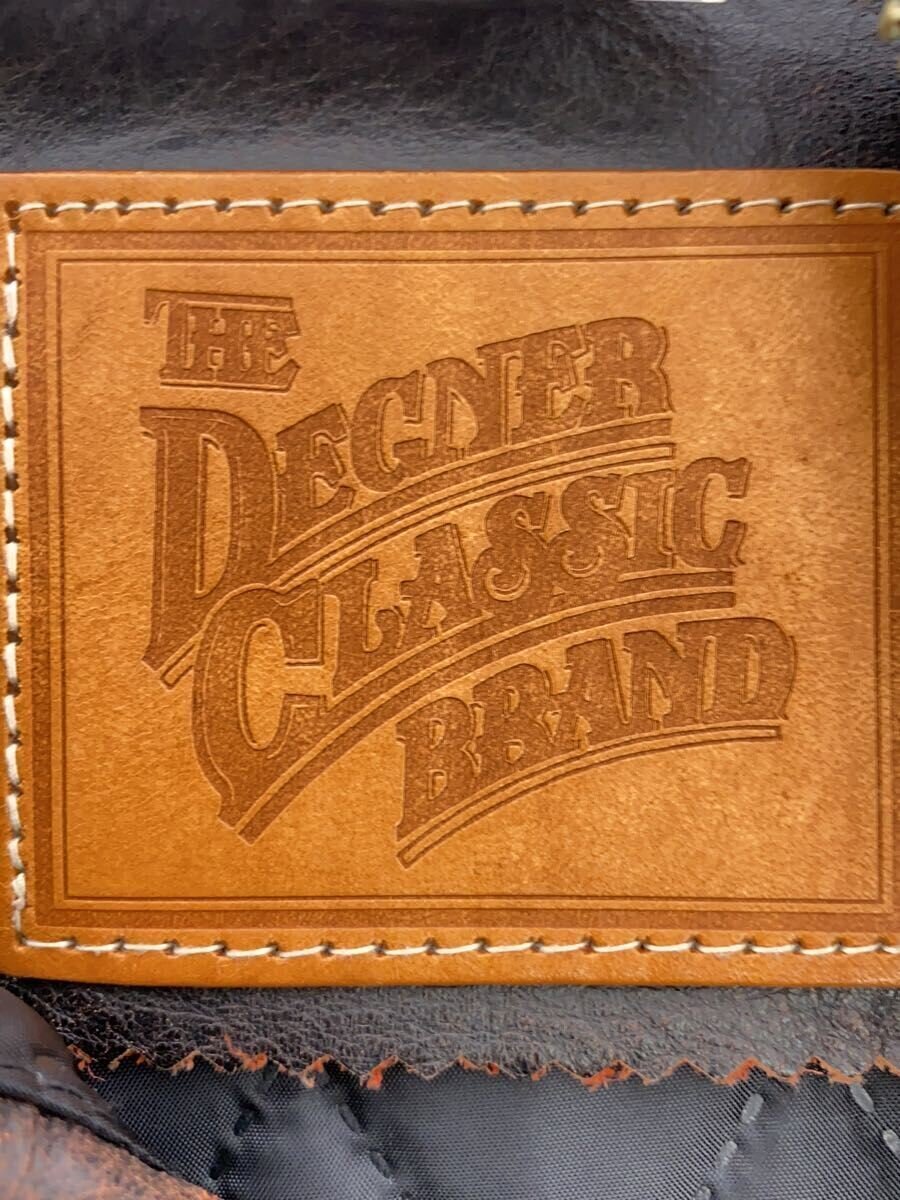 THE
DEGNER
CLASSIC
BRAND